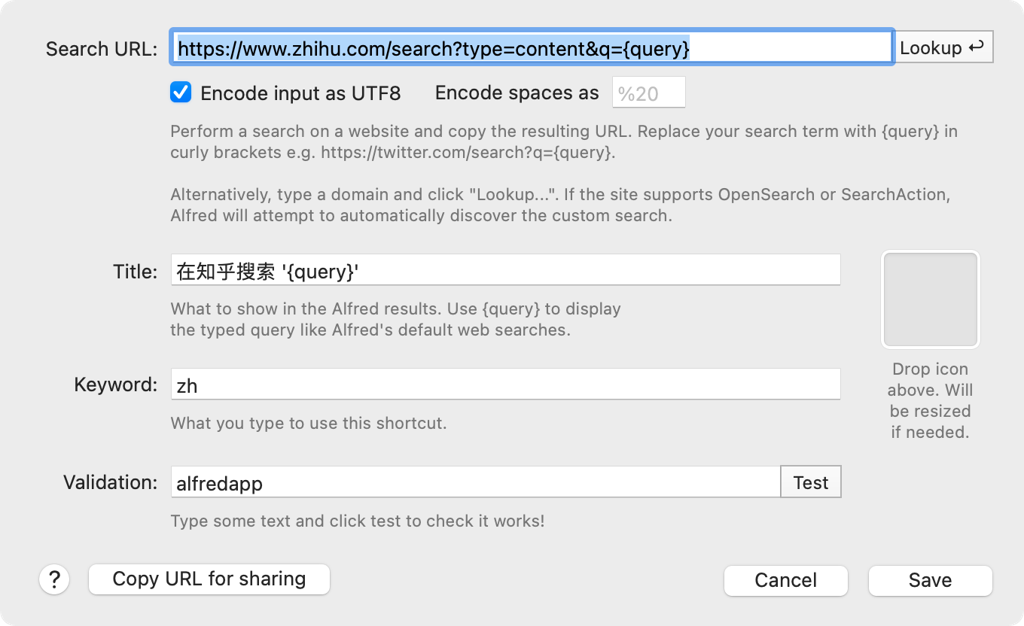 Search URL: https://www.zhihu.com/search?type=content&q={query} Lookup ↩
Encode input as UTF8 Encode spaces as %20
Perform a search on a website and copy the resulting URL. Replace your search term with {query} in
curly brackets e.g. https://twitter.com/search?q={query}.
Alternatively, type a domain and click "Lookup...". If the site supports OpenSearch or SearchAction,
Alfred will attempt to automatically discover the custom search.
Title: 在知乎搜索 '{query}'
What to show in the Alfred results. Use {query} to display
the typed query like Alfred's default web searches.
Drop icon
above. Will
be resized
if needed.
Keyword: zh
What you type to use this shortcut.
Validation: alfredapp Test
Type some text and click test to check it works!
? Copy URL for sharing Cancel Save